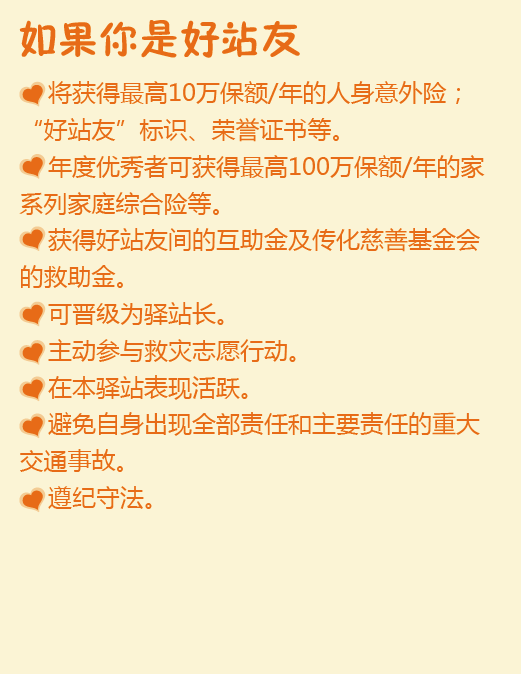 如果你是好站友
将获得最高10万保额/年的人身意外险；
“好站友”标识、荣誉证书等。
年度优秀者可获得最高100万保额/年的家
系列家庭综合险等。
获得好站友间的互助金及传化慈善基金会
的救助金。
可晋级为驿站长。
主动参与救灾志愿行动。
在本驿站表现活跃。
避免自身出现全部责任和主要责任的重大
交通事故。
遵纪守法。